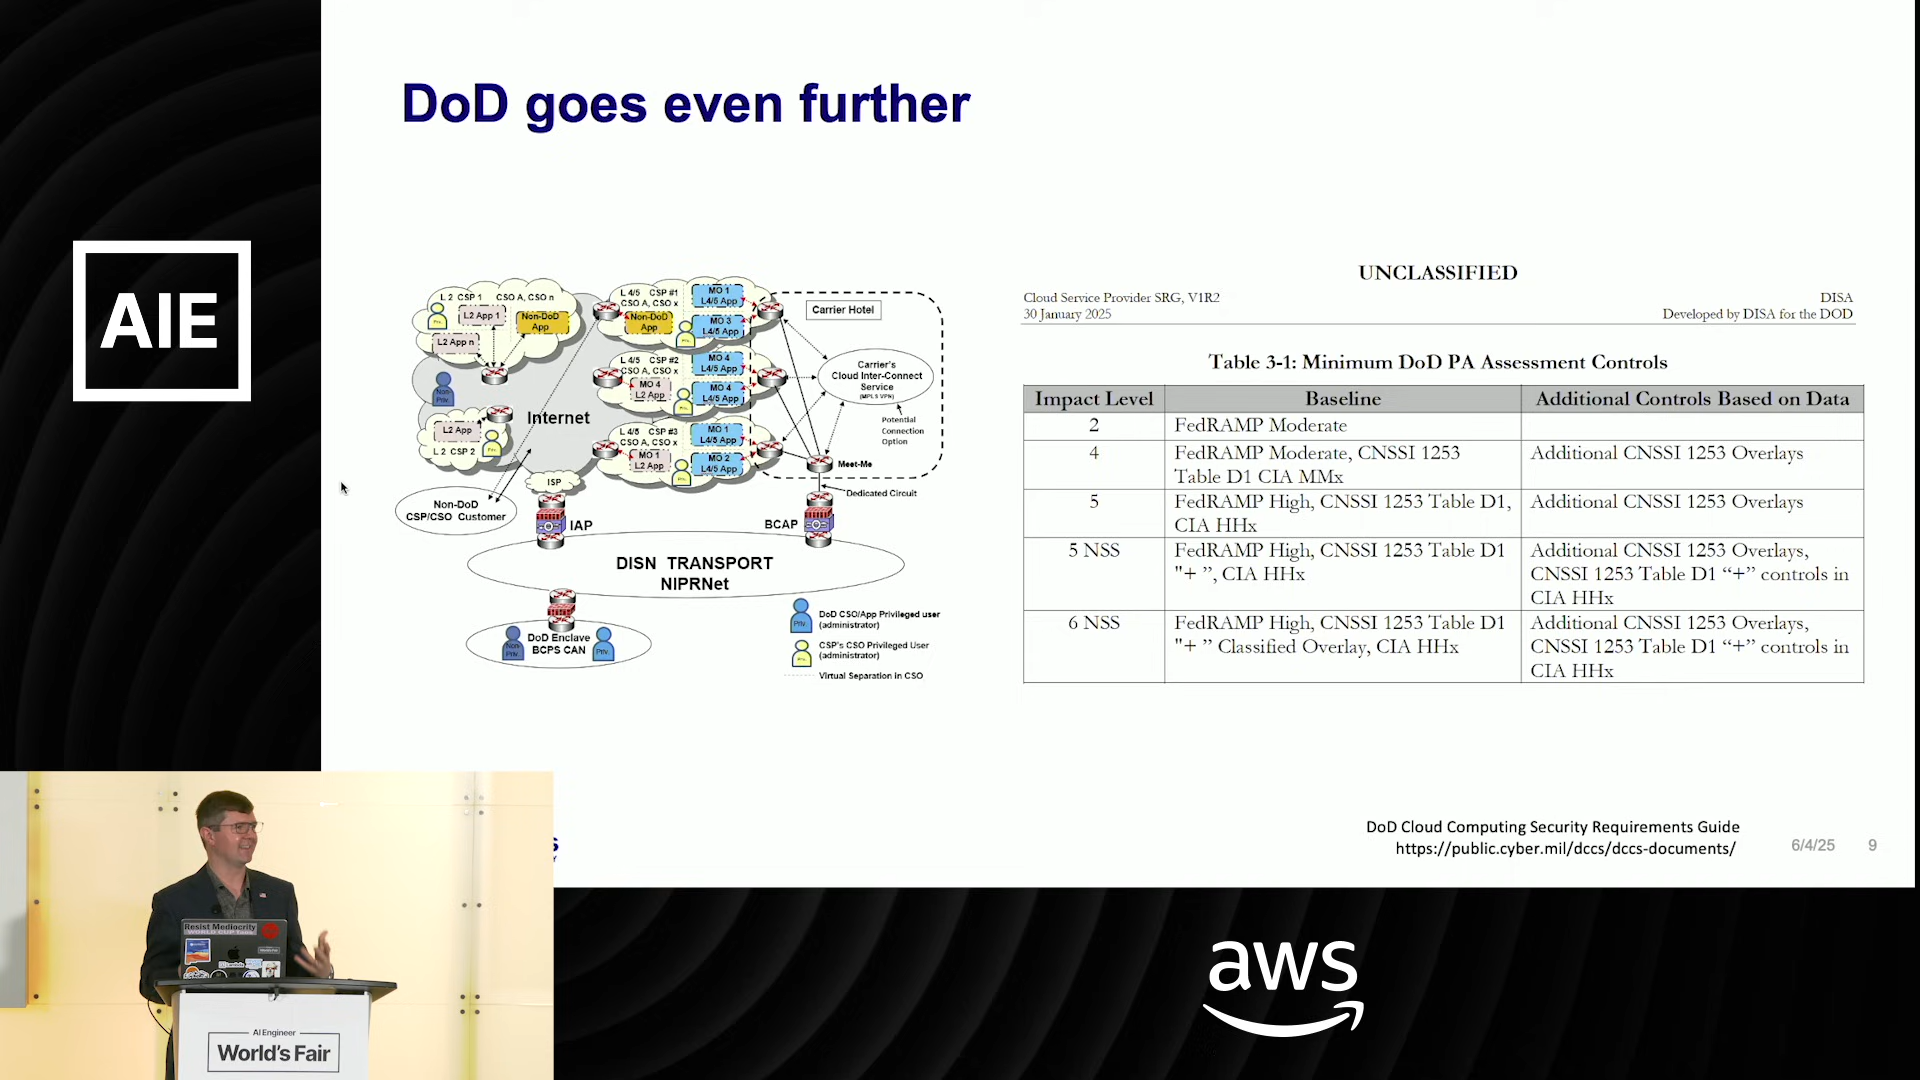 DoD goes even further
AIE
L 2 CSP 1 CSO A, CSO n
L2 App 1
Non-DoD
App
L2 App n
L2 App
L 2 CSP 2
Internet
L 4/5 CSP #1
CSO A, CSO x
Non-DoD
App
MO 1
L4/5 App
MO 3
L4/5 App
L 4/5 CSP #2
CSO A, CSO x
MO 4
L2 App
MO 4
L4/5 App
MO 4
L4/5 App
L 4/5 CSP #3
CSO A, CSO x
MO 1
L2 App
MO 1
L4/5 App
MO 2
L4/5 App
Carrier Hotel
Carrier's
Cloud Inter-Connect
Service
(MPLS VPN)
Potential
Connection
Option
Meet-Me
Dedicated Circuit
ISP
Non-DoD
CSP/CSO Customer
IAP
BCAP
DISN TRANSPORT
NIPRNet
DoD Enclave
BCPS CAN
Non-
Priv.
Priv.
Priv.
DoD CSO/App Privileged user
(administrator)
CSP's CSO Privileged User
(administrator)
Virtual Separation in CSO
UNCLASSIFIED
Cloud Service Provider SRG, V1R2
DISA
30 January 2025
Developed by DISA for the DOD
Table 3-1: Minimum DoD PA Assessment Controls
Impact Level Baseline Additional Controls Based on Data
2 FedRAMP Moderate
4 FedRAMP Moderate, CNSSI 1253 Additional CNSSI 1253 Overlays
Table D1 CIA MMx
5 FedRAMP High, CNSSI 1253 Table D1, Additional CNSSI 1253 Overlays
CIA HHx
5 NSS FedRAMP High, CNSSI 1253 Table D1 Additional CNSSI 1253 Overlays,
"+ ”, CIA HHx CNSSI 1253 Table D1 “+” controls in
CIA HHx
6 NSS FedRAMP High, CNSSI 1253 Table D1 Additional CNSSI 1253 Overlays,
"+ ” Classified Overlay, CIA HHx CNSSI 1253 Table D1 “+” controls in
CIA HHx
DoD Cloud Computing Security Requirements Guide
https://public.cyber.mil/dccs/dccs-documents/
6/4/25 9
Resist Mediocrity
AI Engineer
World's Fair
aws